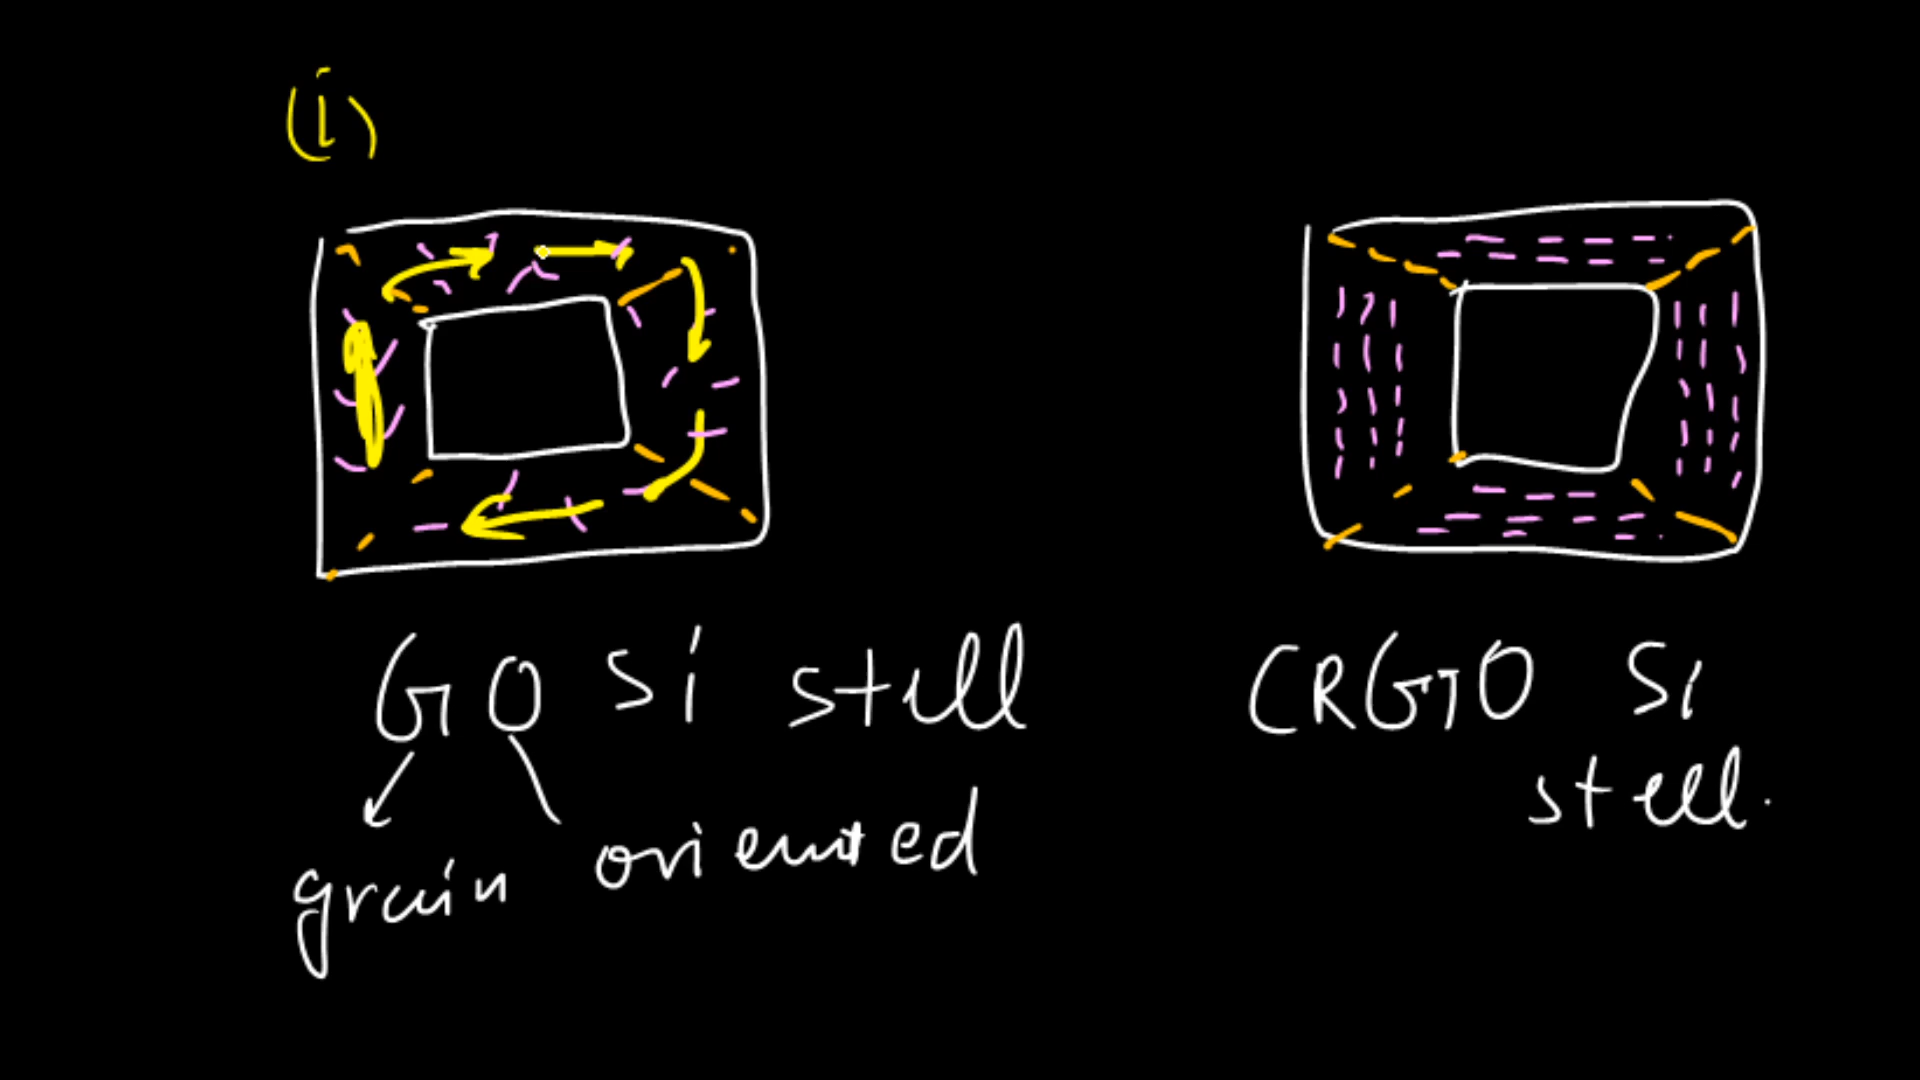 (i)
GO Si stell
CRGO Si
stell.
grain oriented